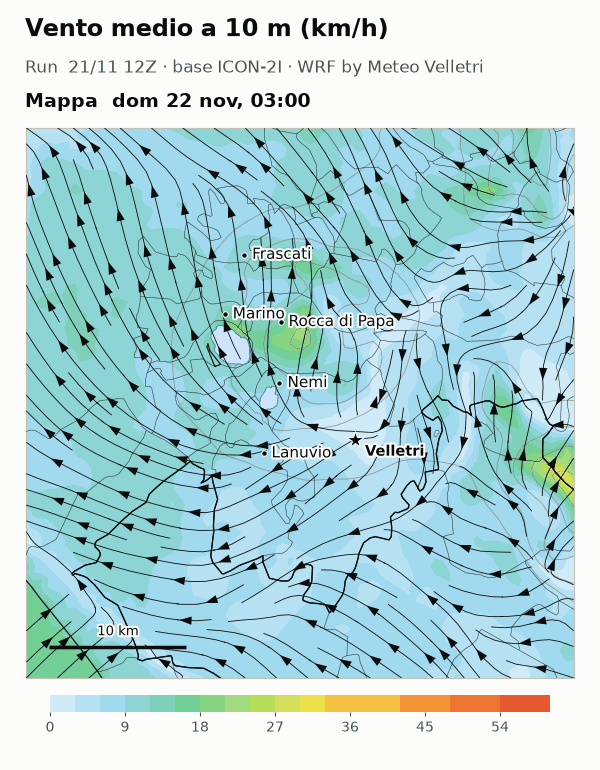 Vento medio a 10 m (km/h)
Run  21/11 12Z · base ICON-2I · WRF by Meteo Velletri
Mappa  dom 22 nov, 03:00
Frascati
Marino
Rocca di Papa
Nemi
Lanuvio
Velletri
10 km
0 9 18 27 36 45 54